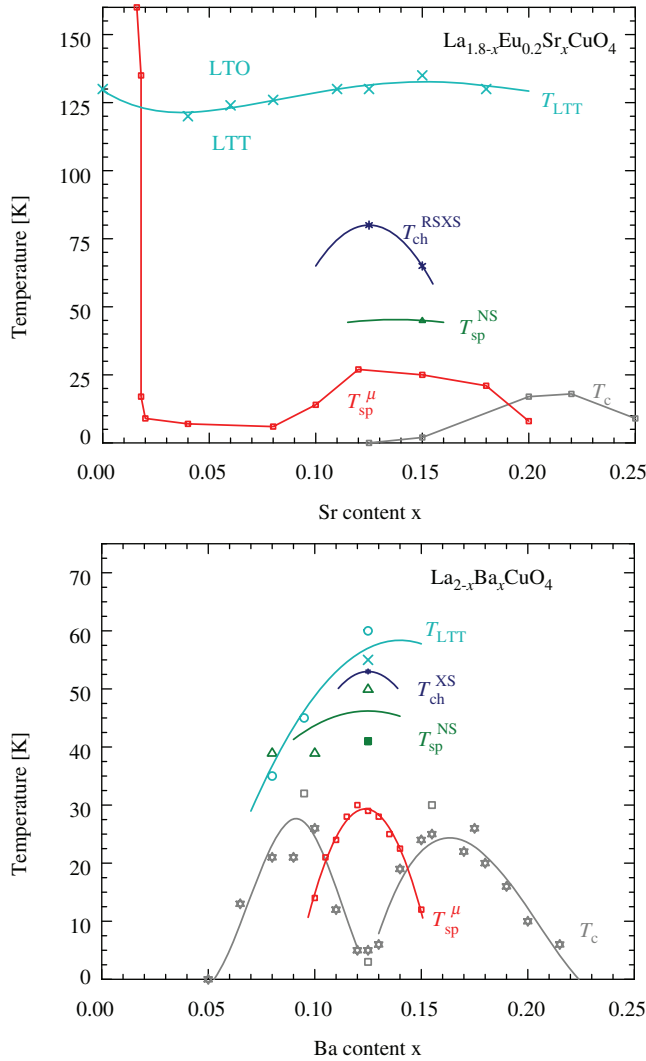 150
125
100
75
50
25
0
Temperature [K]
La1.8-xEu0.2SrxCuO4
LTO
LTT
TLTT
TchRSXS
TspNS
Tspμ
Tc
0.00 0.05 0.10 0.15 0.20 0.25
Sr content x
70
60
50
40
30
20
10
0
Temperature [K]
La2-xBaxCuO4
TLTT
TchXS
TspNS
Tspμ
Tc
0.00 0.05 0.10 0.15 0.20 0.25
Ba content x